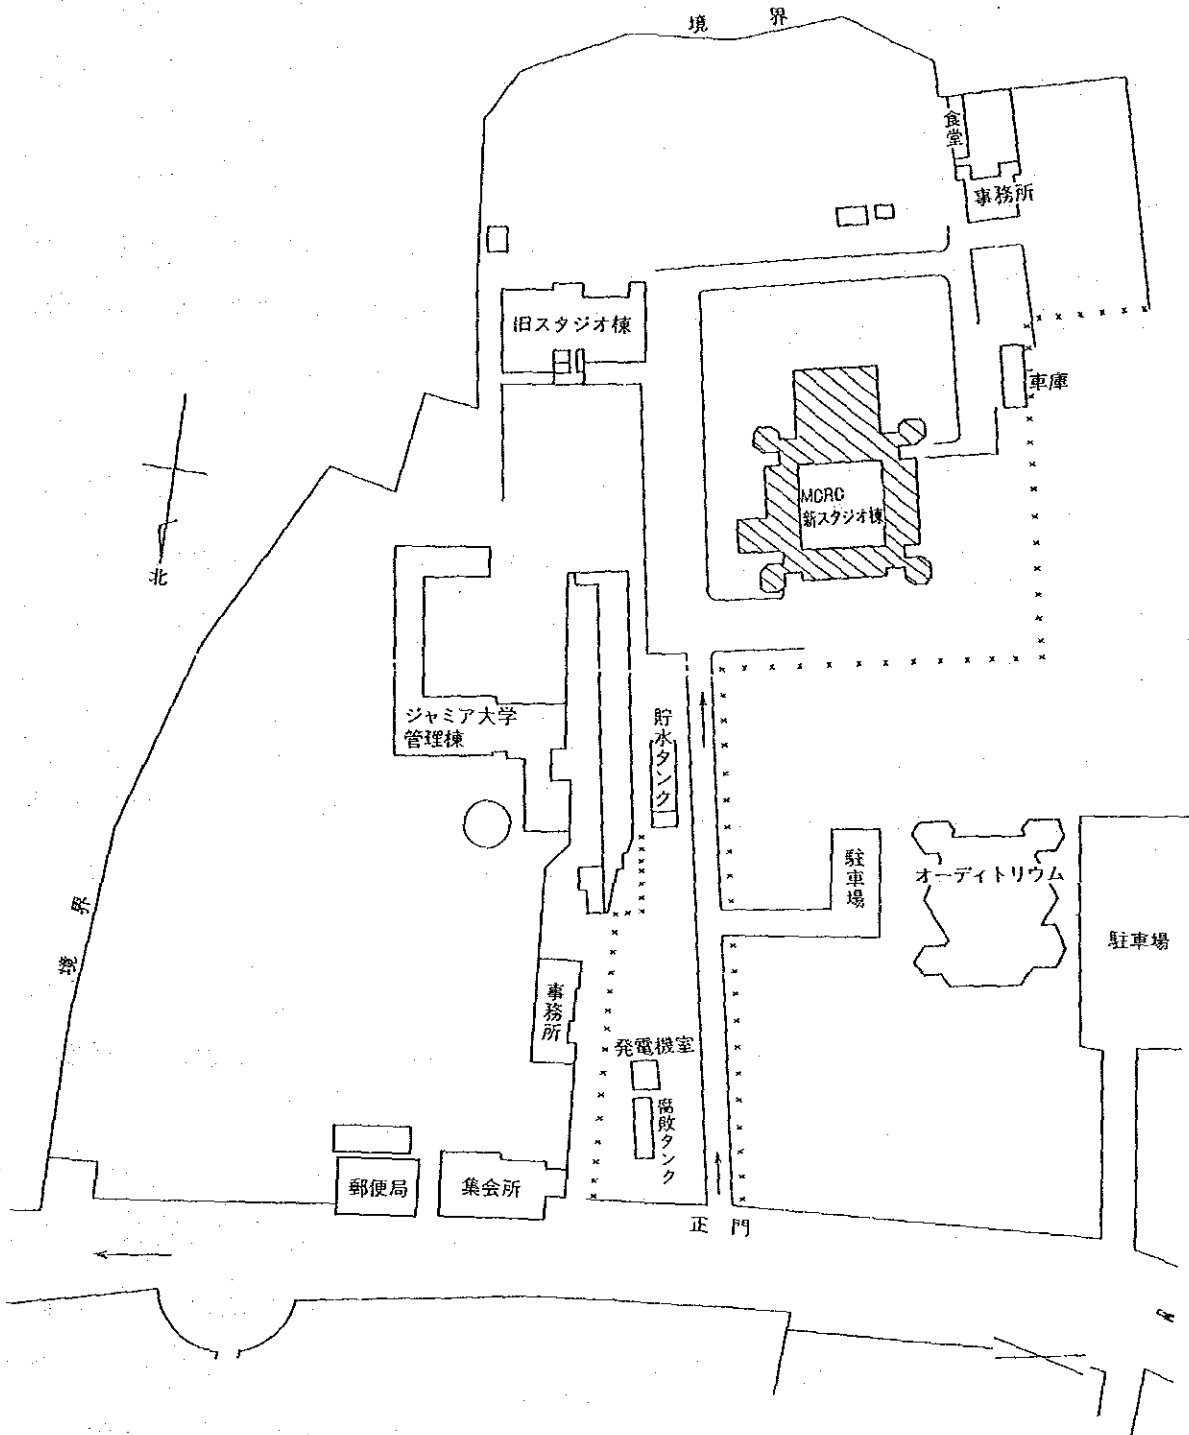 境界
食堂
事務所
旧スタジオ棟
車庫
MCRC
新スタジオ棟
北
ジャミア大学
管理棟
貯水タンク
駐車場
オーディトリウム
境界
駐車場
事務所
発電機室
腐敗タンク
郵便局
集会所
正門